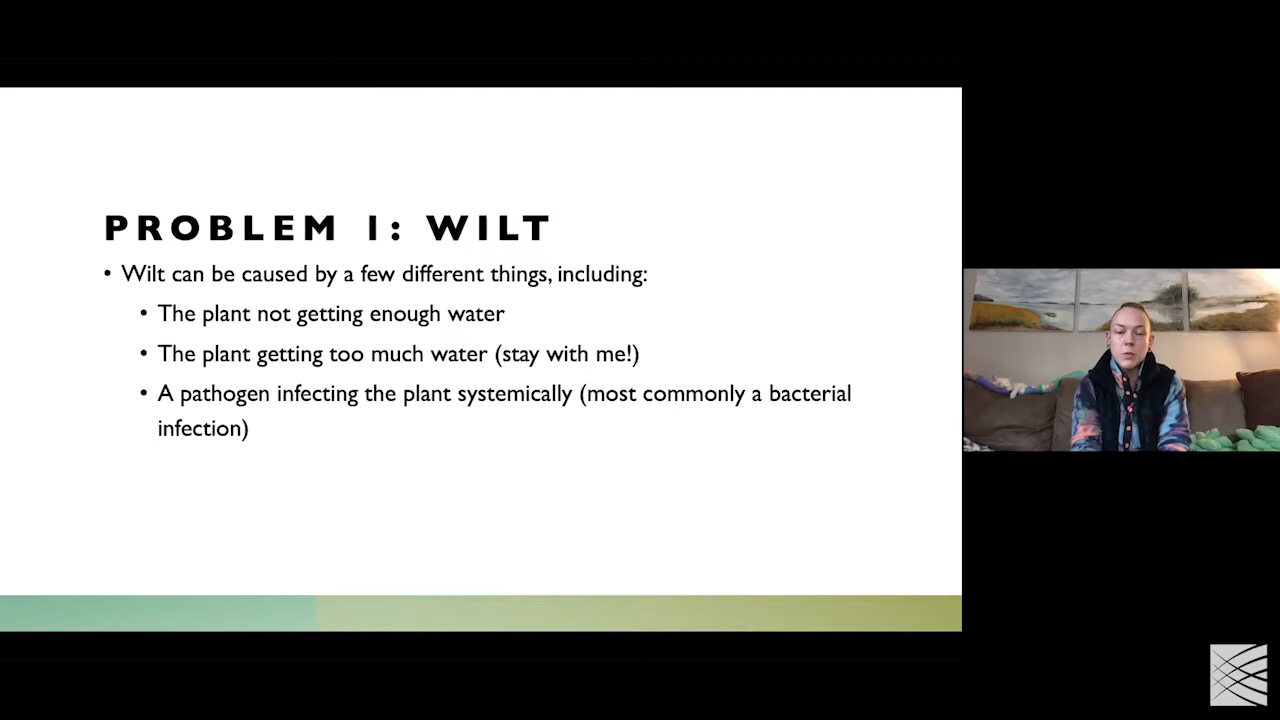 PROBLEM 1: WILT
• Wilt can be caused by a few different things, including:
• The plant not getting enough water
• The plant getting too much water (stay with me!)
• A pathogen infecting the plant systemically (most commonly a bacterial
infection)